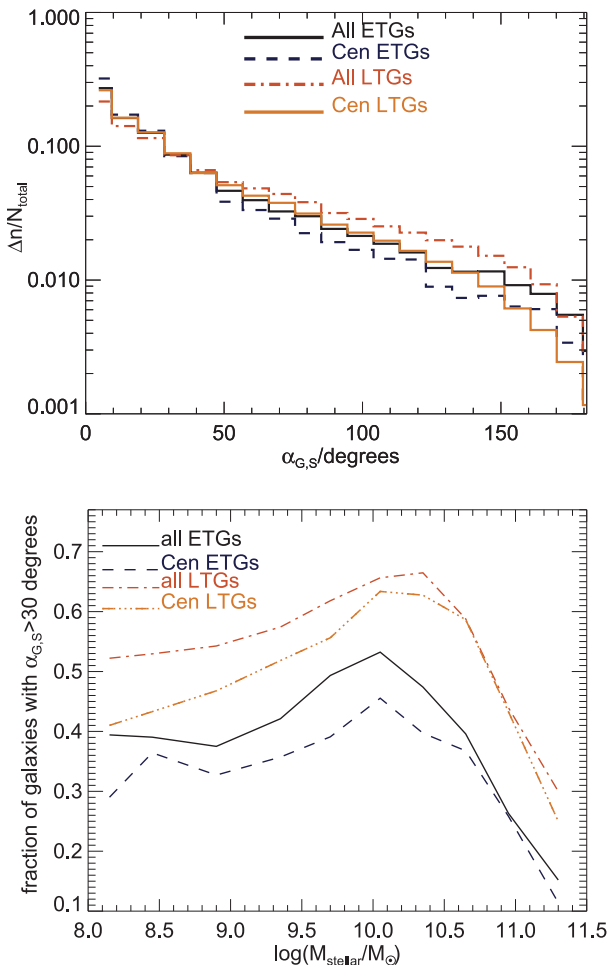 1.000
0.100
0.010
0.001
Δn/N_total
All ETGs
Cen ETGs
All LTGs
Cen LTGs
0 50 100 150
α_G,S/degrees
0.7
0.6
0.5
0.4
0.3
0.2
0.1
fraction of galaxies with α_G,S>30 degrees
all ETGs
Cen ETGs
all LTGs
Cen LTGs
8.0 8.5 9.0 9.5 10.0 10.5 11.0 11.5
log(M_stellar/M_⊙)